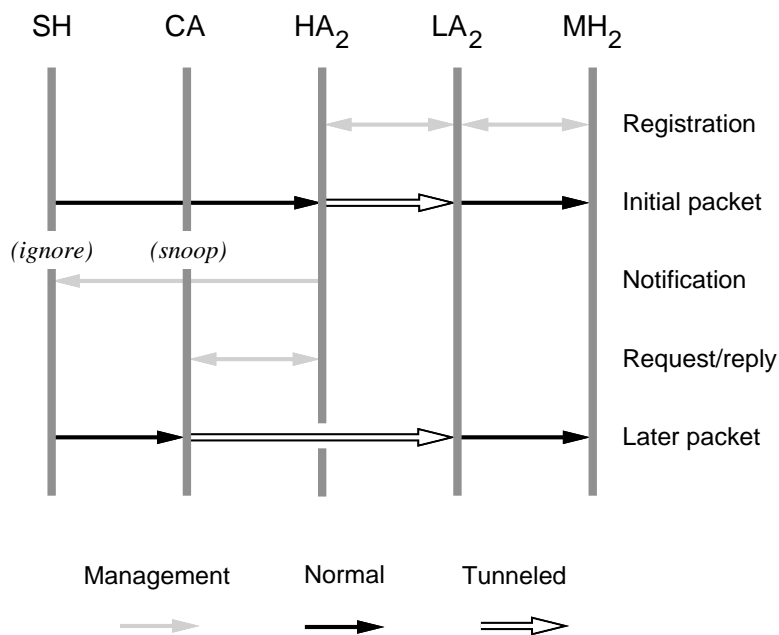 SH CA HA₂ LA₂ MH₂
Registration
Initial packet
(ignore) (snoop)
Notification
Request/reply
Later packet
Management Normal Tunneled